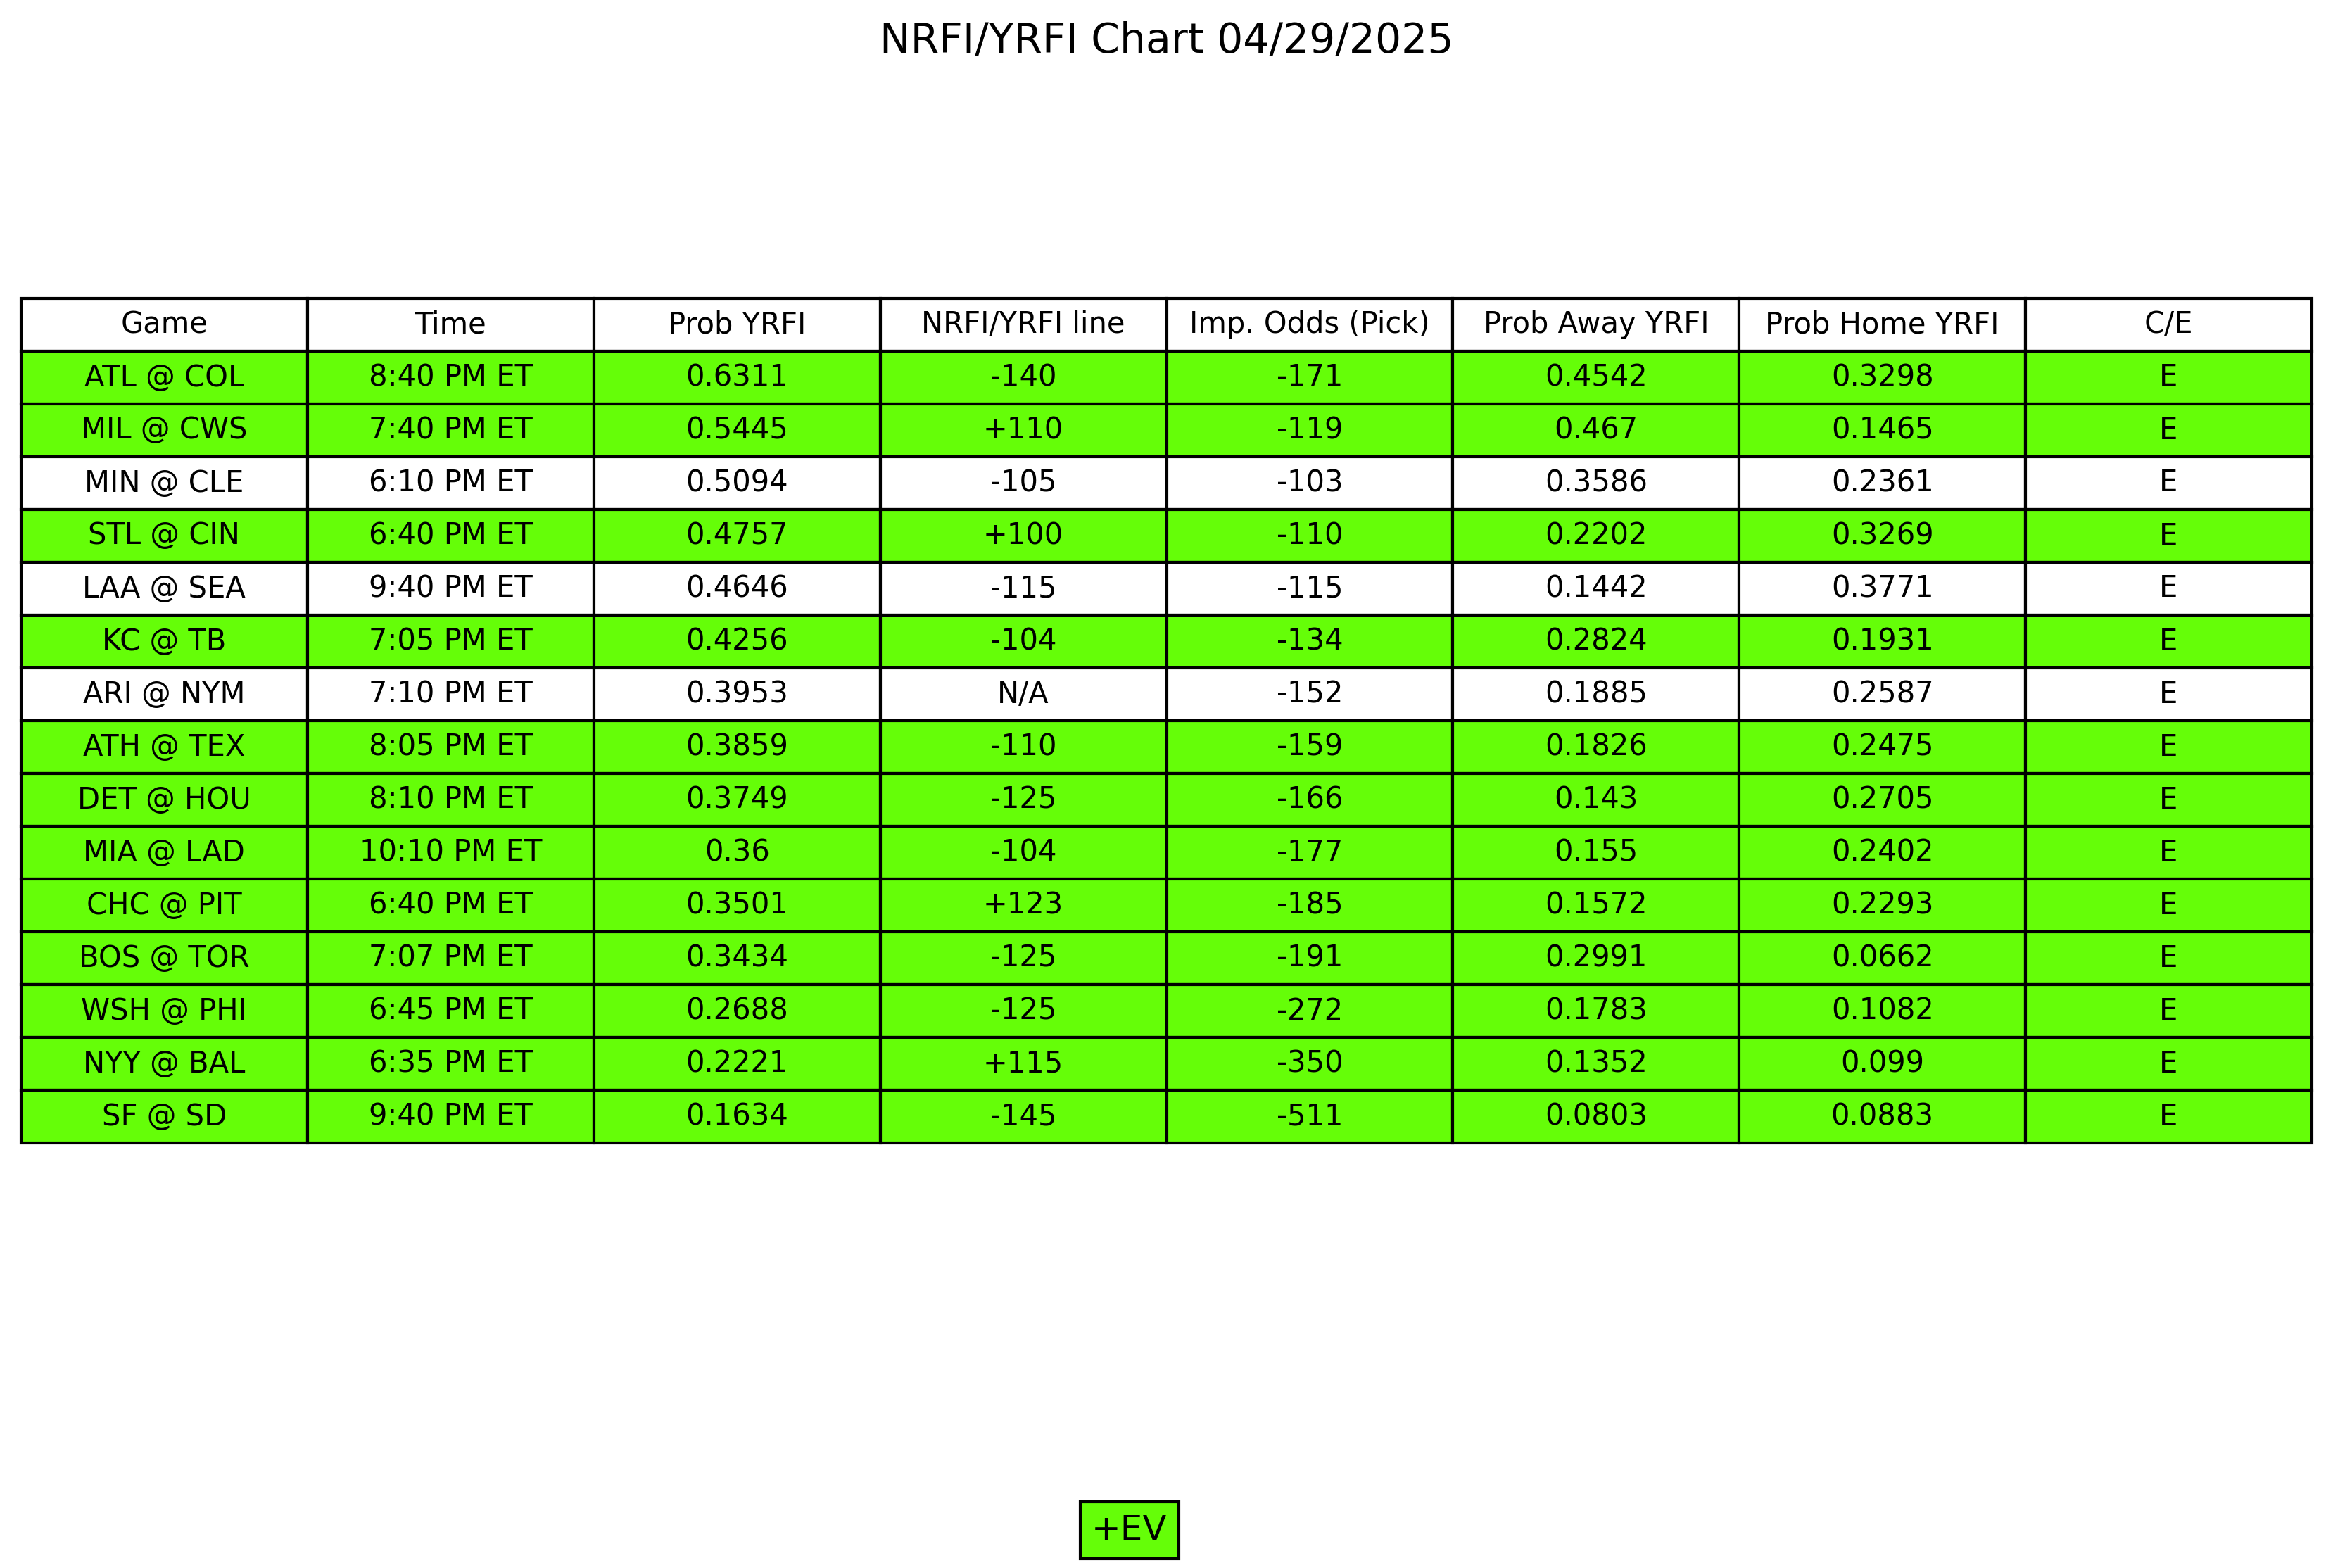 NRFI/YRFI Chart 04/29/2025
Game Time Prob YRFI NRFI/YRFI line Imp. Odds (Pick) Prob Away YRFI Prob Home YRFI C/E
ATL @ COL 8:40 PM ET 0.6311 -140 -171 0.4542 0.3298 E
MIL @ CWS 7:40 PM ET 0.5445 +110 -119 0.467 0.1465 E
MIN @ CLE 6:10 PM ET 0.5094 -105 -103 0.3586 0.2361 E
STL @ CIN 6:40 PM ET 0.4757 +100 -110 0.2202 0.3269 E
LAA @ SEA 9:40 PM ET 0.4646 -115 -115 0.1442 0.3771 E
KC @ TB 7:05 PM ET 0.4256 -104 -134 0.2824 0.1931 E
ARI @ NYM 7:10 PM ET 0.3953 N/A -152 0.1885 0.2587 E
ATH @ TEX 8:05 PM ET 0.3859 -110 -159 0.1826 0.2475 E
DET @ HOU 8:10 PM ET 0.3749 -125 -166 0.143 0.2705 E
MIA @ LAD 10:10 PM ET 0.36 -104 -177 0.155 0.2402 E
CHC @ PIT 6:40 PM ET 0.3501 +123 -185 0.1572 0.2293 E
BOS @ TOR 7:07 PM ET 0.3434 -125 -191 0.2991 0.0662 E
WSH @ PHI 6:45 PM ET 0.2688 -125 -272 0.1783 0.1082 E
NYY @ BAL 6:35 PM ET 0.2221 +115 -350 0.1352 0.099 E
SF @ SD 9:40 PM ET 0.1634 -145 -511 0.0803 0.0883 E
+EV